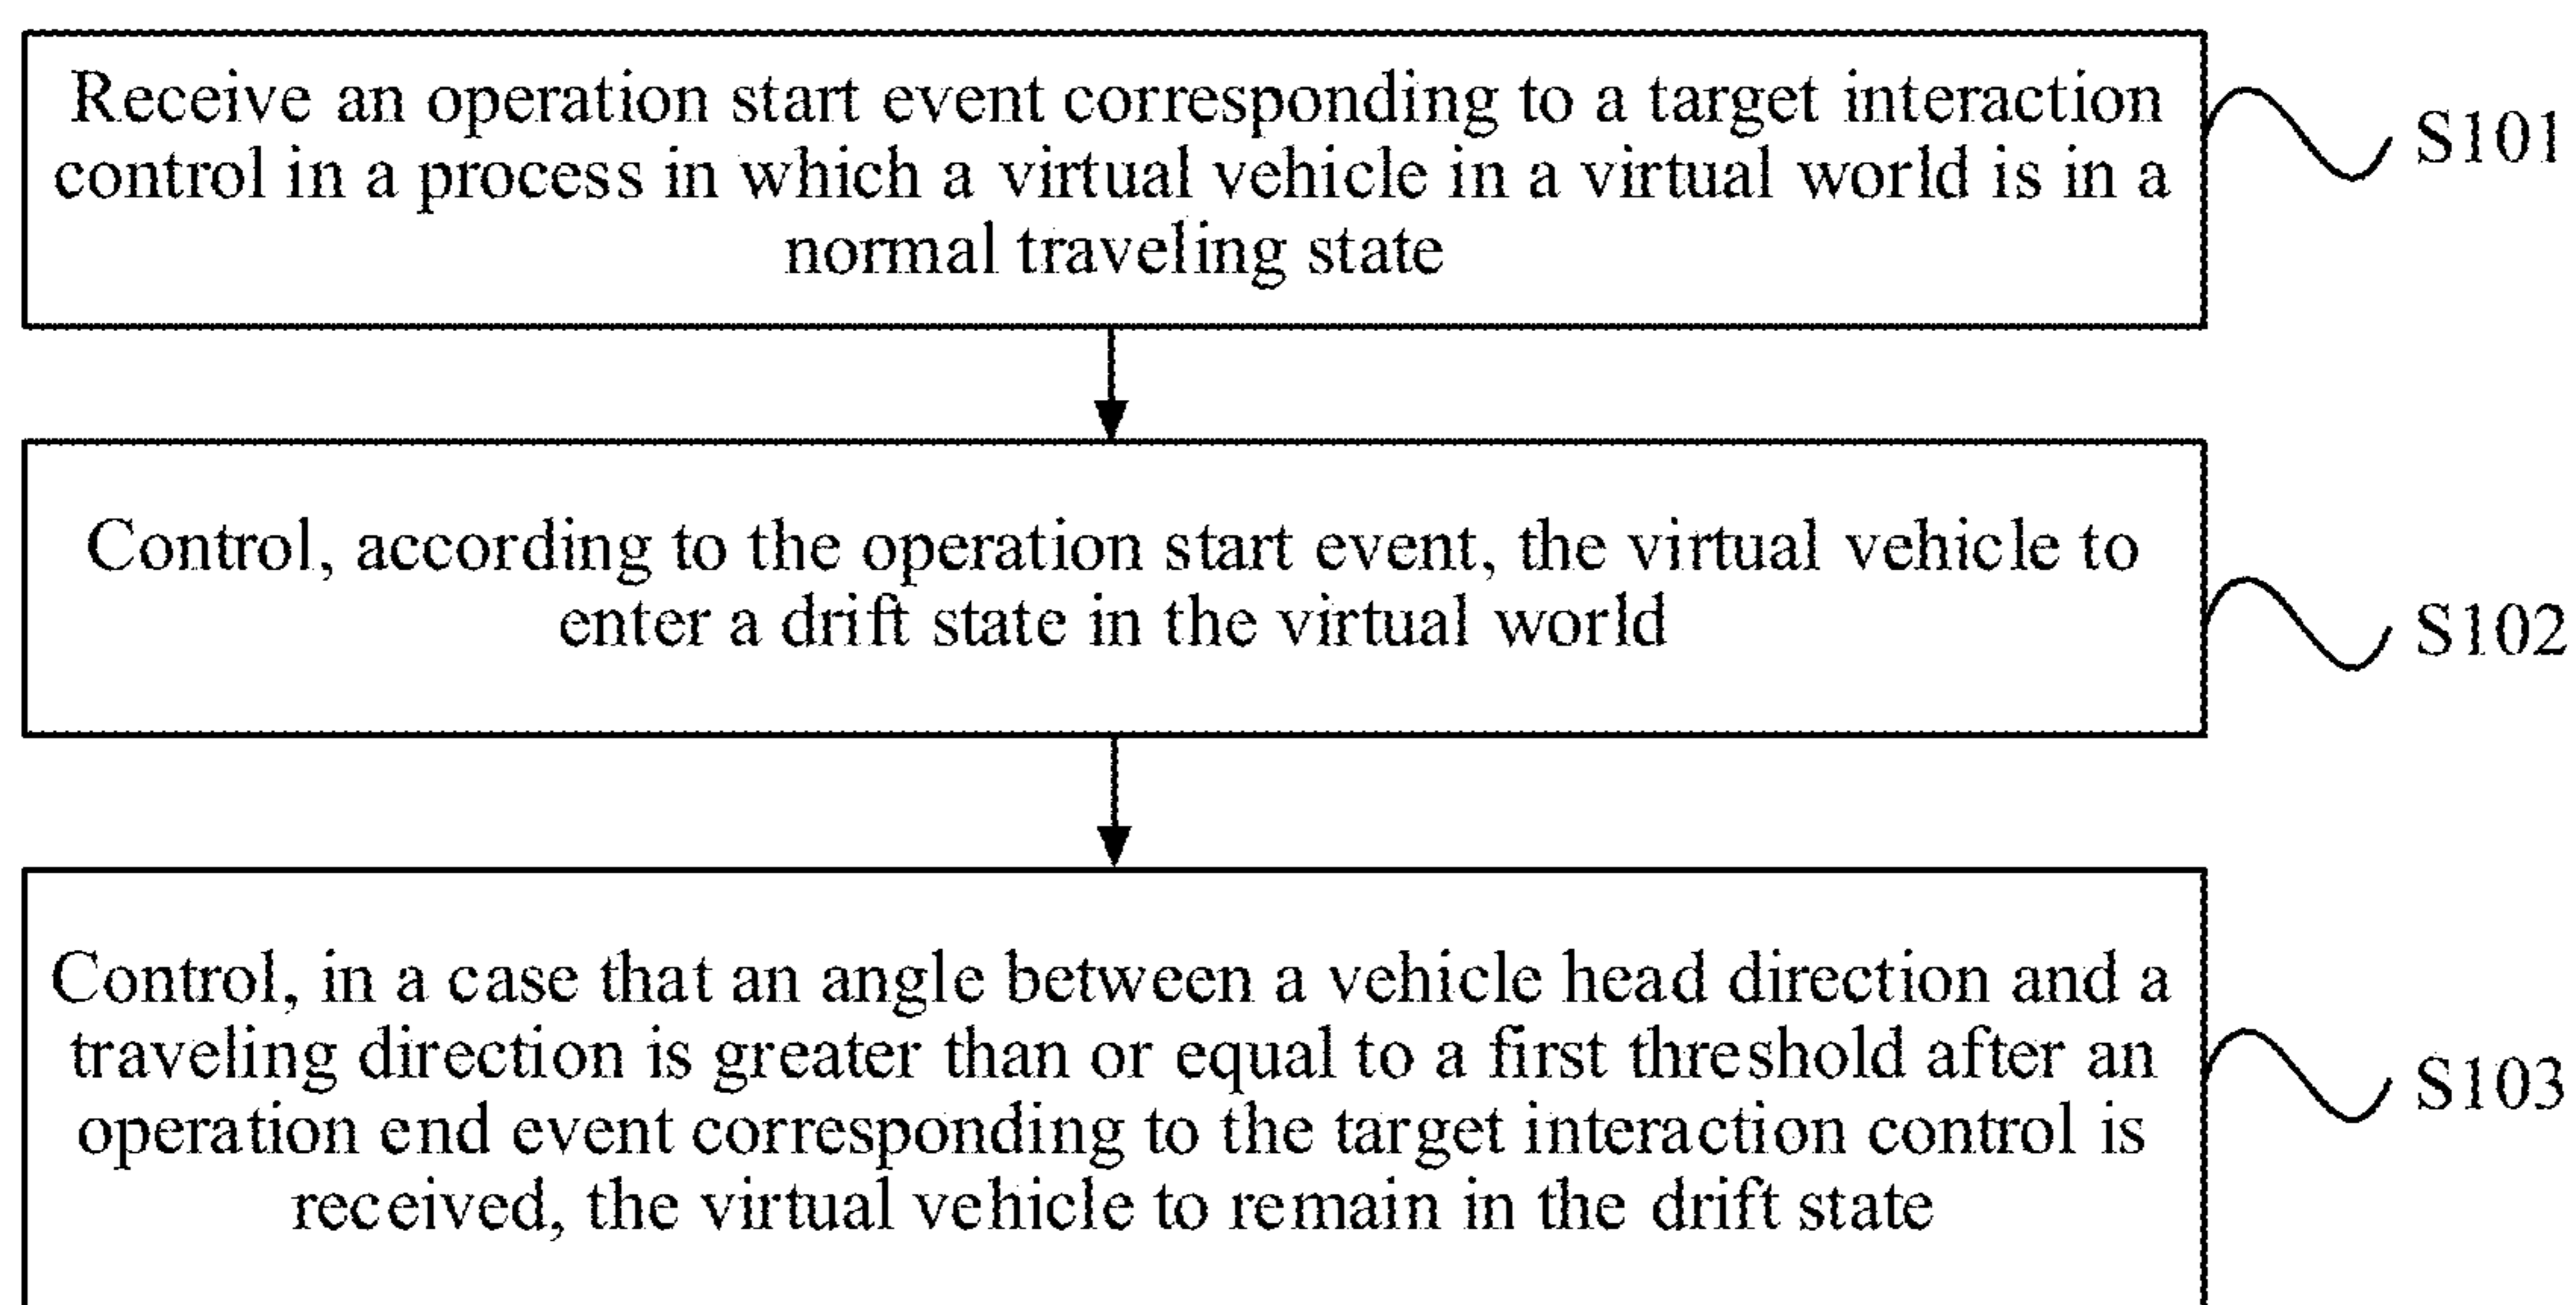 Receive an operation start event corresponding to a target interaction
control in a process in which a virtual vehicle in a virtual world is in a
normal traveling state
S101
Control, according to the operation start event, the virtual vehicle to
enter a drift state in the virtual world
S102
Control, in a case that an angle between a vehicle head direction and a
traveling direction is greater than or equal to a first threshold after an
operation end event corresponding to the target interaction control is
received, the virtual vehicle to remain in the drift state
S103